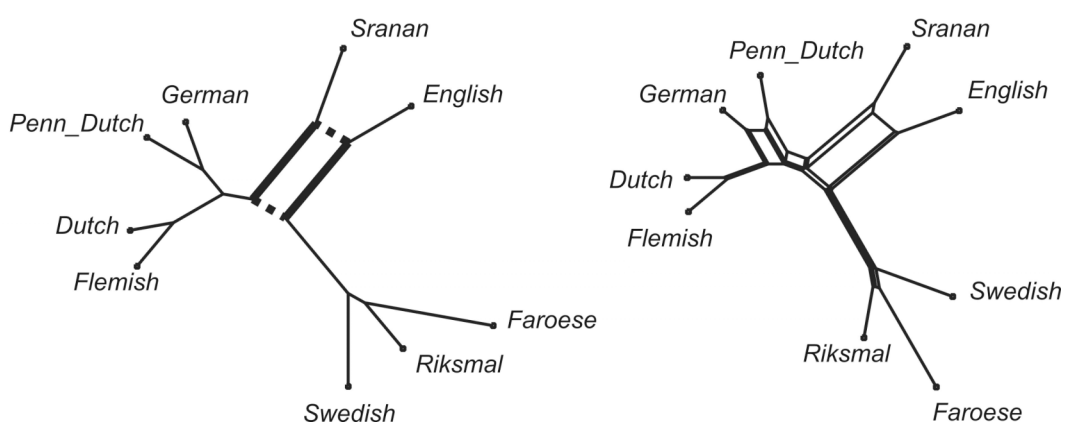 Sranan
German
English
Penn_Dutch
Dutch
Flemish
Faroese
Riksmal
Swedish
Sranan
Penn_Dutch
German
English
Dutch
Flemish
Swedish
Riksmal
Faroese